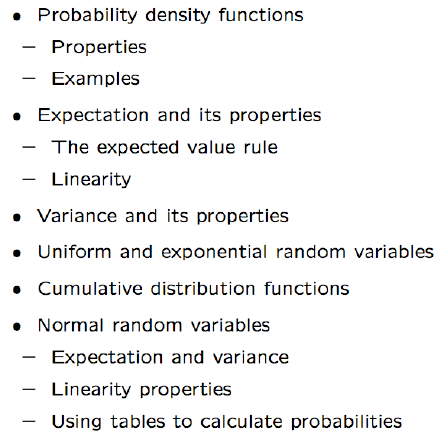 • Probability density functions
– Properties
– Examples
• Expectation and its properties
– The expected value rule
– Linearity
• Variance and its properties
• Uniform and exponential random variables
• Cumulative distribution functions
• Normal random variables
– Expectation and variance
– Linearity properties
– Using tables to calculate probabilities